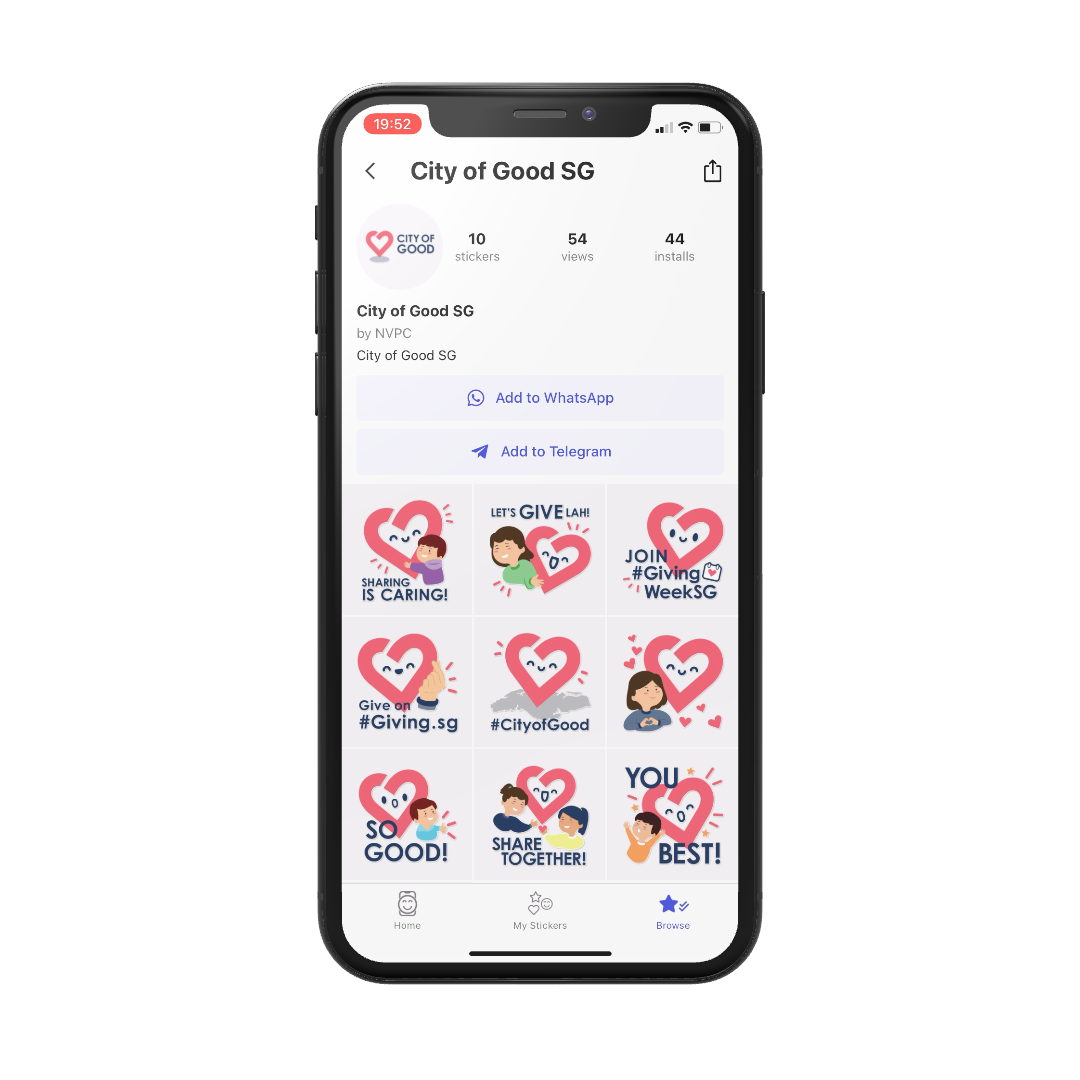 19:52
City of Good SG
CITY OF
GOOD
10
stickers
54
views
44
installs
City of Good SG
by NVPC
City of Good SG
Add to WhatsApp
Add to Telegram
SHARING
IS CARING!
LET'S GIVE LAH!
JOIN
#Giving
WeekSG
Give on
#Giving.sg
#CityofGood
SO
GOOD!
SHARE
TOGETHER!
YOU
BEST!
Home
My Stickers
Browse